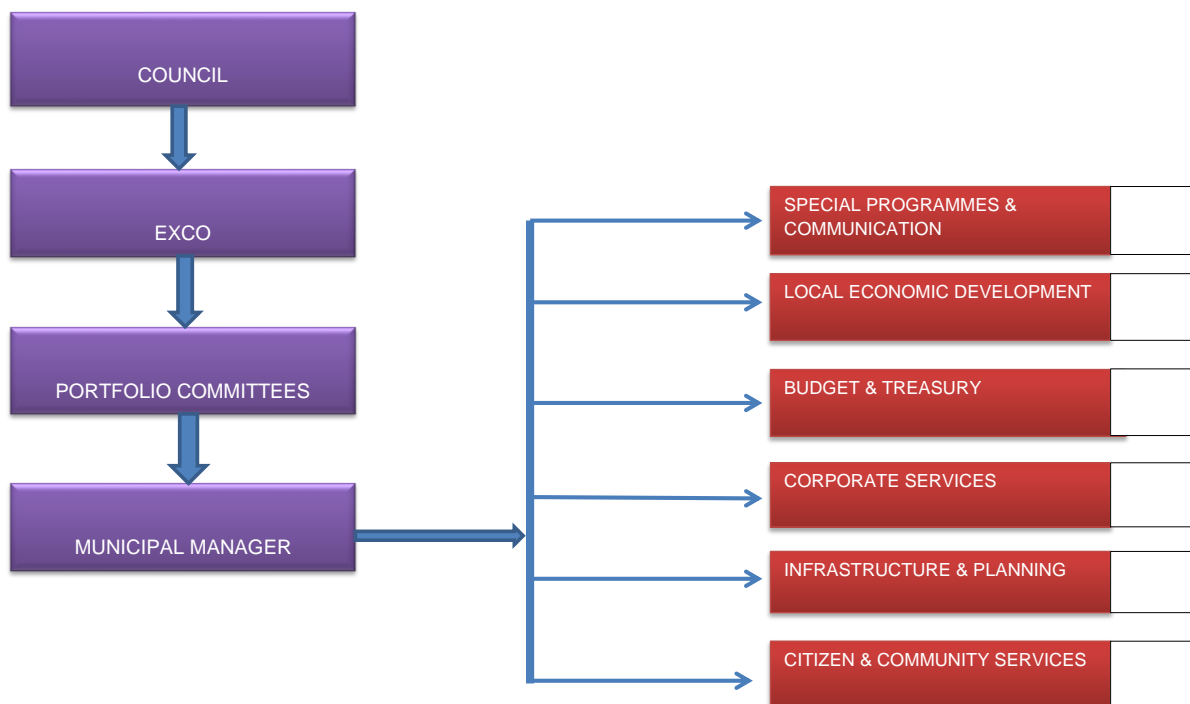 COUNCIL
EXCO
PORTFOLIO COMMITTEES
MUNICIPAL MANAGER
SPECIAL PROGRAMMES &
COMMUNICATION
LOCAL ECONOMIC DEVELOPMENT
BUDGET & TREASURY
CORPORATE SERVICES
INFRASTRUCTURE & PLANNING
CITIZEN & COMMUNITY SERVICES